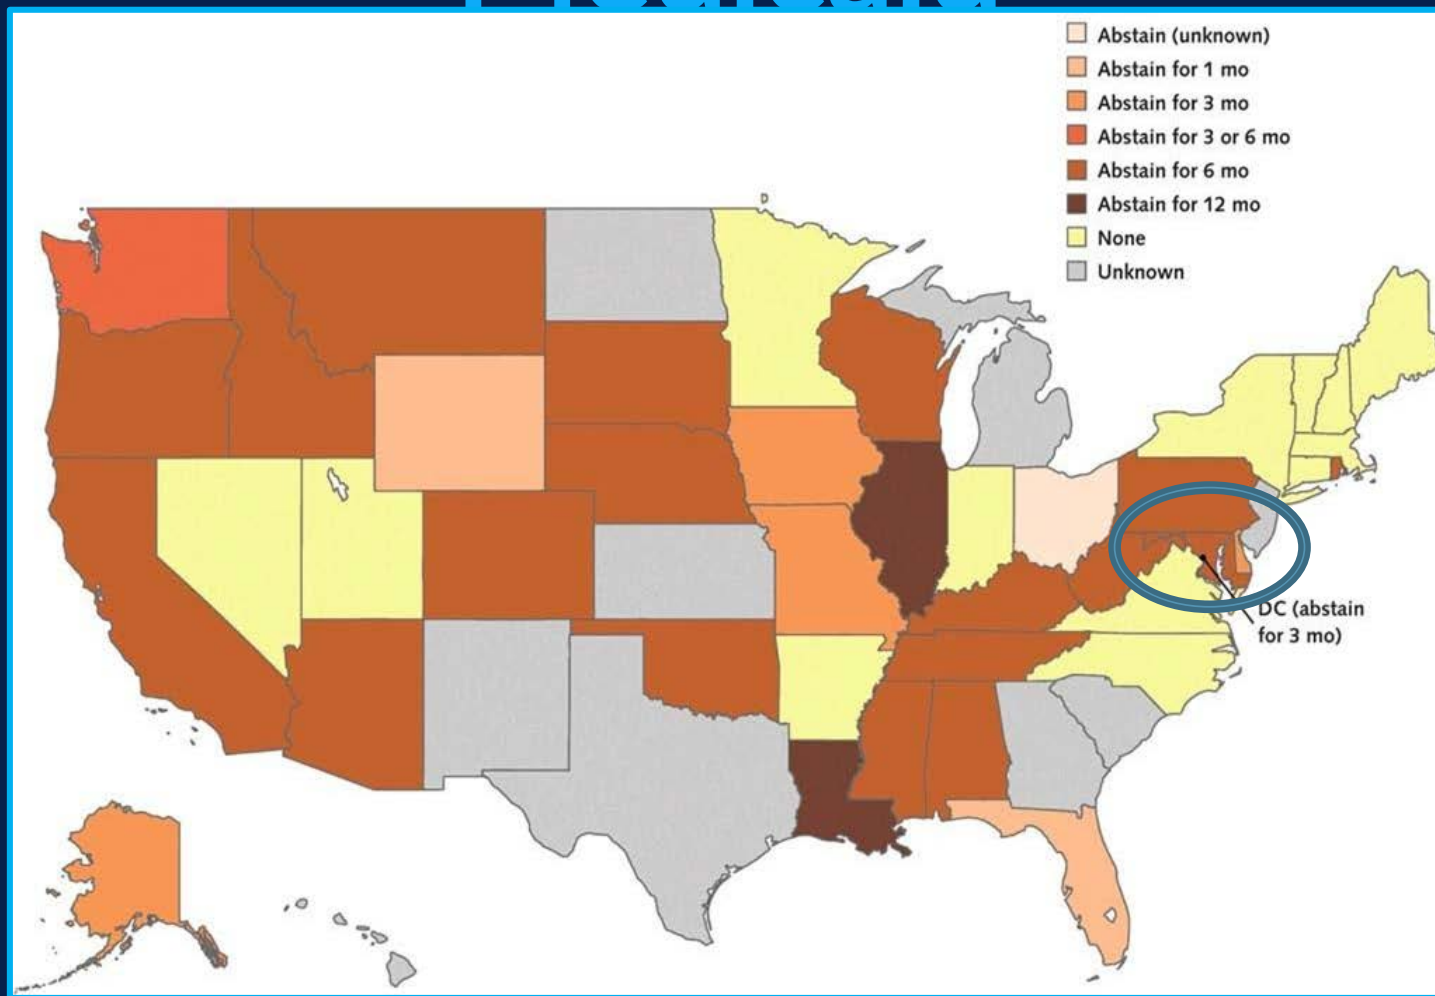 Medicaid
Abstain (unknown)
Abstain for 1 mo
Abstain for 3 mo
Abstain for 3 or 6 mo
Abstain for 6 mo
Abstain for 12 mo
None
Unknown
DC (abstain
for 3 mo)